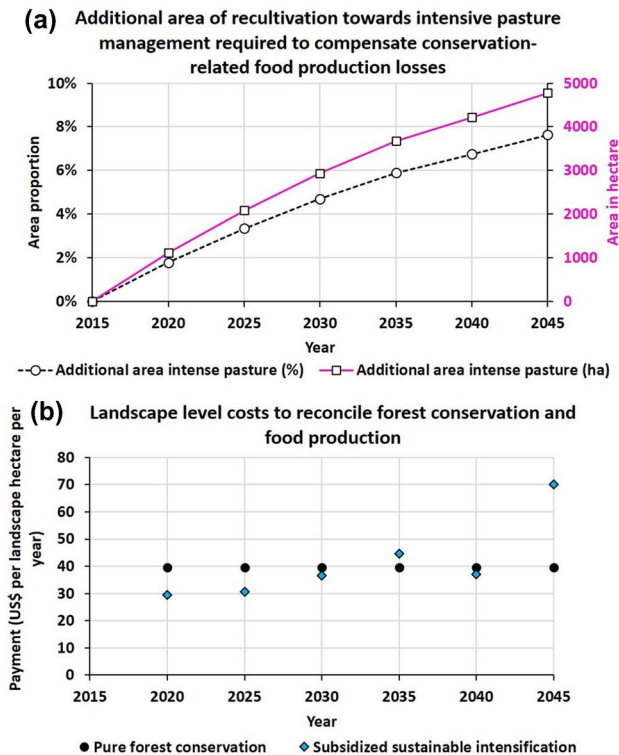 (a) Additional area of recultivation towards intensive pasture
management required to compensate conservation-
related food production losses
10% 5000
8% 4000
6% 3000
4% 2000
2% 1000
0% 0
Area proportion
Area in hectare
2015 2020 2025 2030 2035 2040 2045
Year
Additional area intense pasture (%) Additional area intense pasture (ha)
(b) Landscape level costs to reconcile forest conservation and
food production
80
70
60
50
40
30
20
10
0
Payment (US$ per landscape hectare per
year)
2015 2020 2025 2030 2035 2040 2045
Year
Pure forest conservation Subsidized sustainable intensification